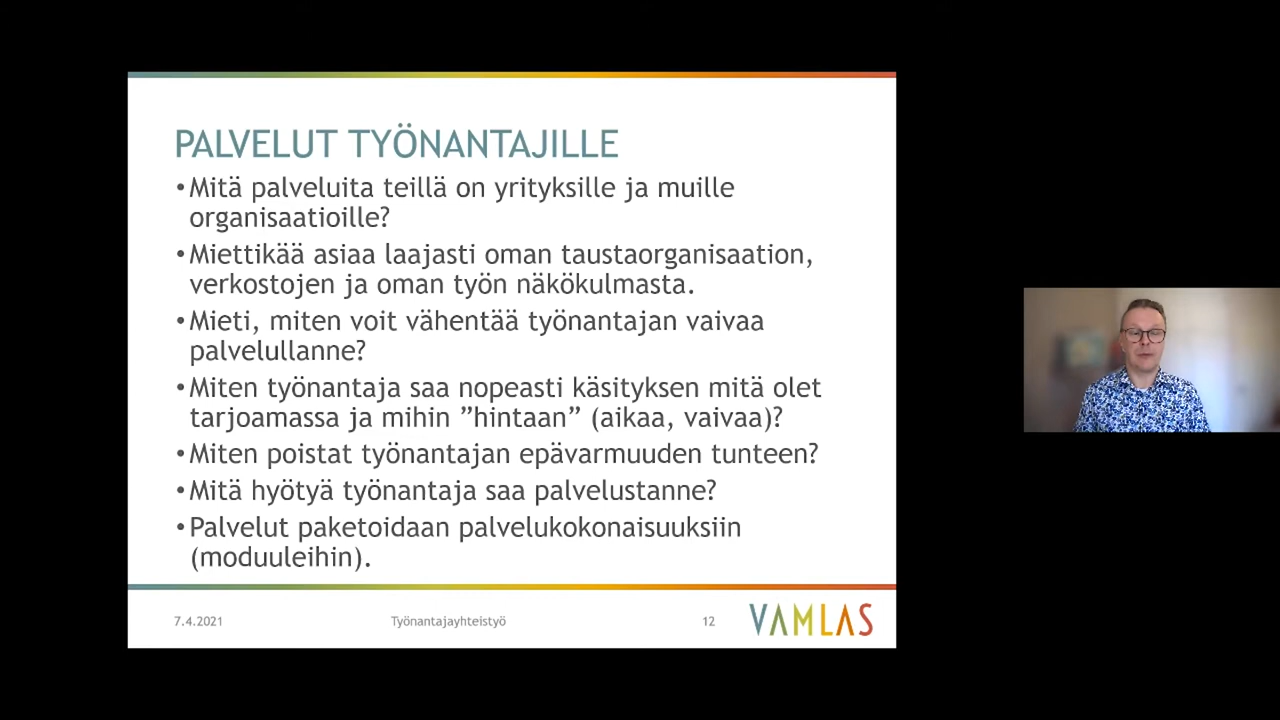 PALVELUT TYÖNANTAJILLE
•Mitä palveluita teillä on yrityksille ja muille
organisaatioille?
•Miettikää asiaa laajasti oman taustaorganisaation,
verkostojen ja oman työn näkökulmasta.
•Mieti, miten voit vähentää työnantajan vaivaa
palvelullanne?
•Miten työnantaja saa nopeasti käsityksen mitä olet
tarjoamassa ja mihin ”hintaan” (aikaa, vaivaa)?
•Miten poistat työnantajan epävarmuuden tunteen?
•Mitä hyötyä työnantaja saa palvelustanne?
•Palvelut paketoidaan palvelukokonaisuuksiin
(moduuleihin).
7.4.2021 Työnantajayhteistyö 12 VAMLAS